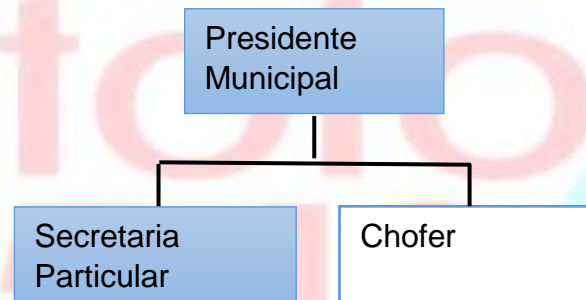 Presidente
Municipal
Secretaria
Particular
Chofer